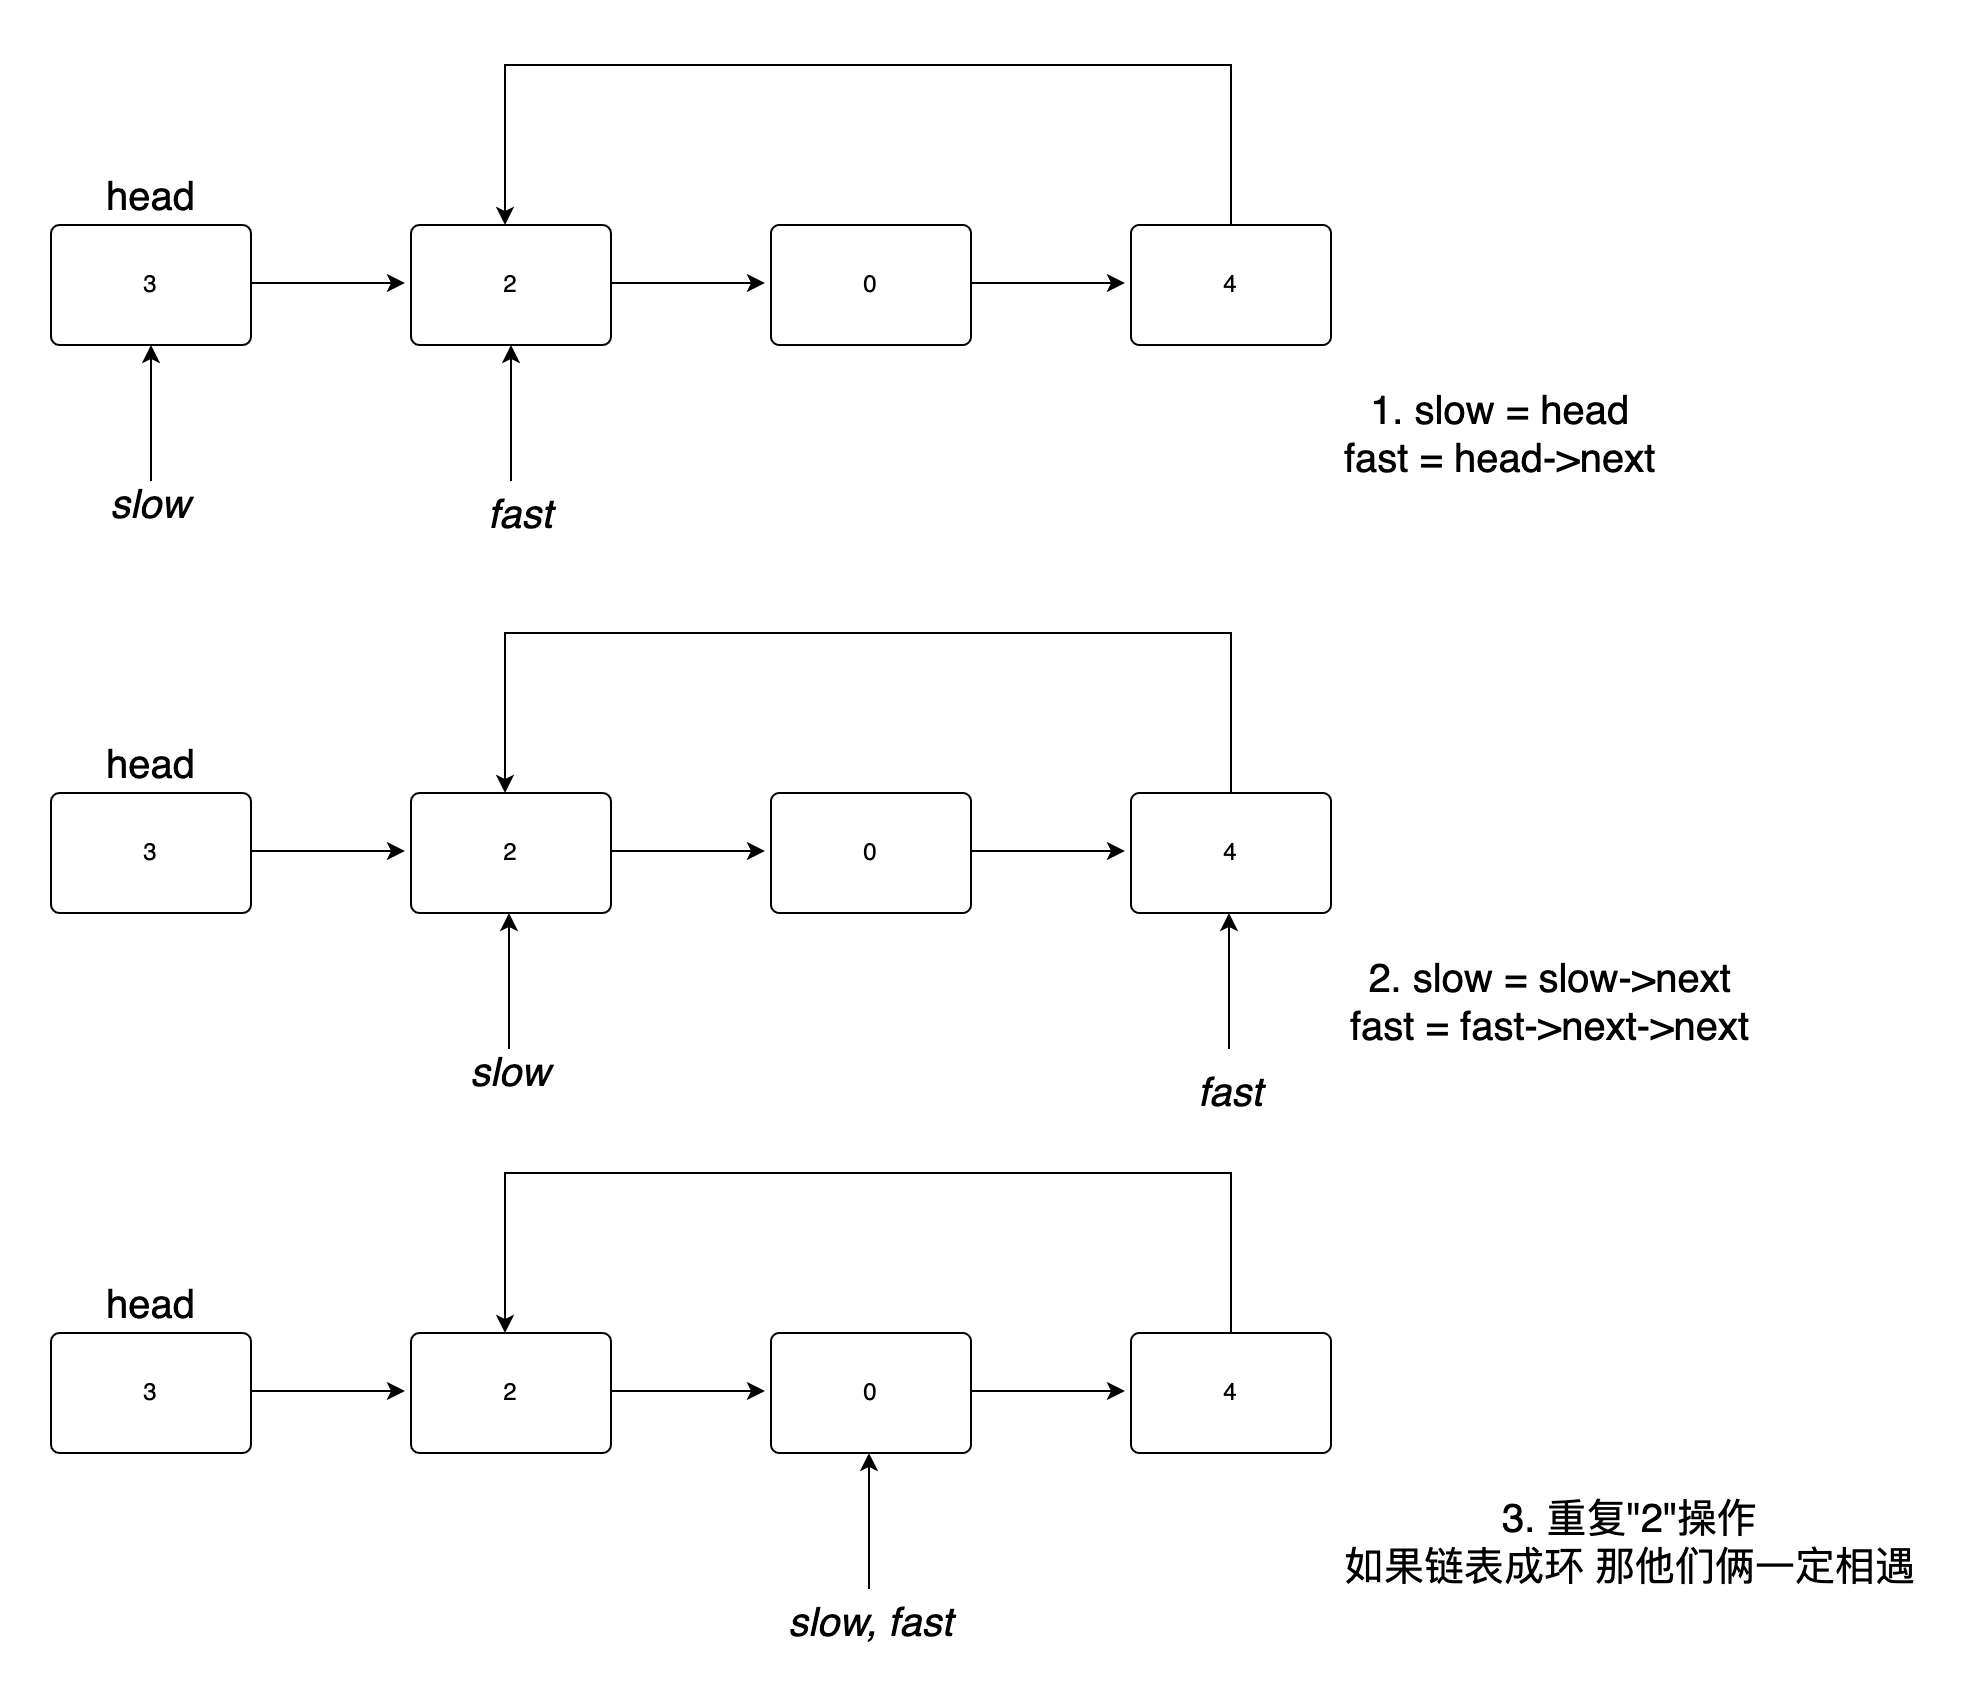 head
3
2
0
4
1. slow = head
fast = head->next
slow
fast
head
3
2
0
4
2. slow = slow->next
fast = fast->next->next
slow
fast
head
3
2
0
4
3. 重复"2"操作
如果链表成环 那他们俩一定相遇
slow, fast